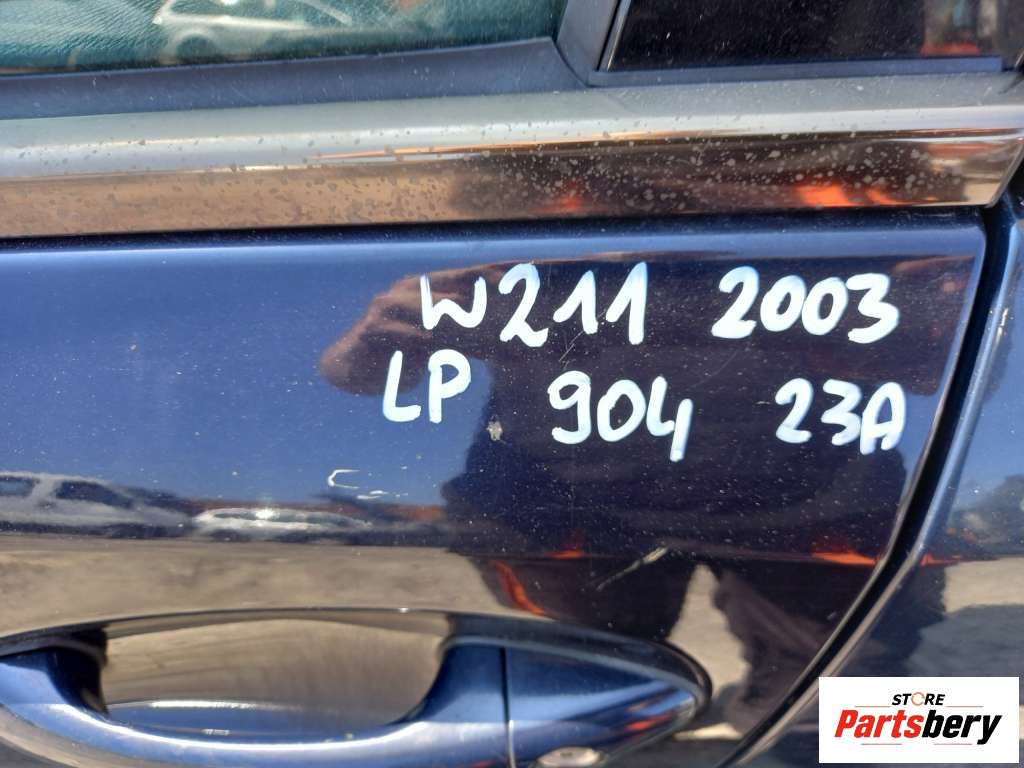 W211 2003
LP 904 23A
STORE
Partsbery